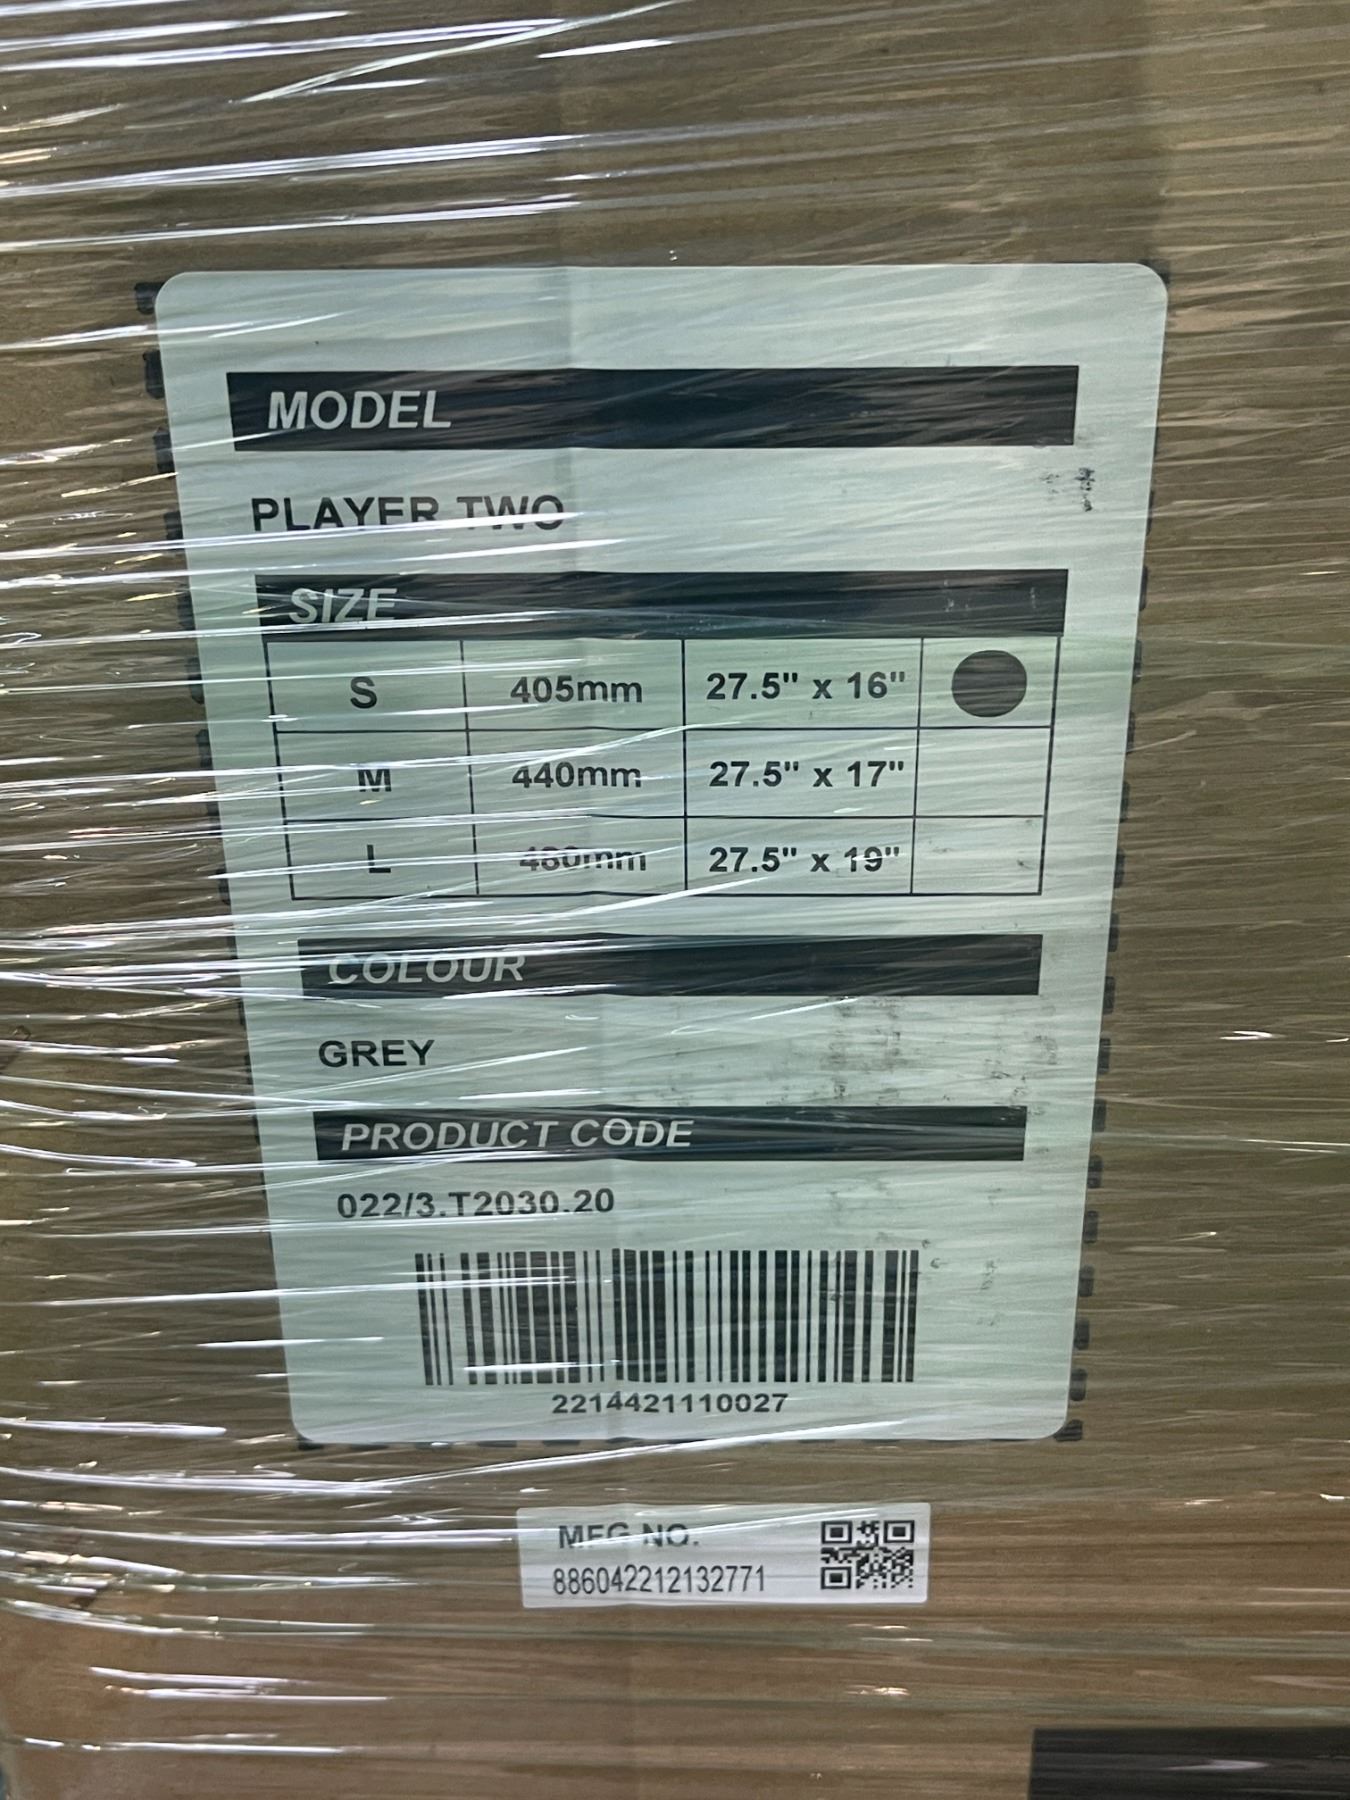 MODEL
PLAYER TWO
SIZE
S 405mm 27.5" x 16"
M 440mm 27.5" x 17"
L 480mm 27.5" x 19"
COLOUR
GREY
PRODUCT CODE
022/3.T2030.20
2214421110027
MFG NO.
886042212132771